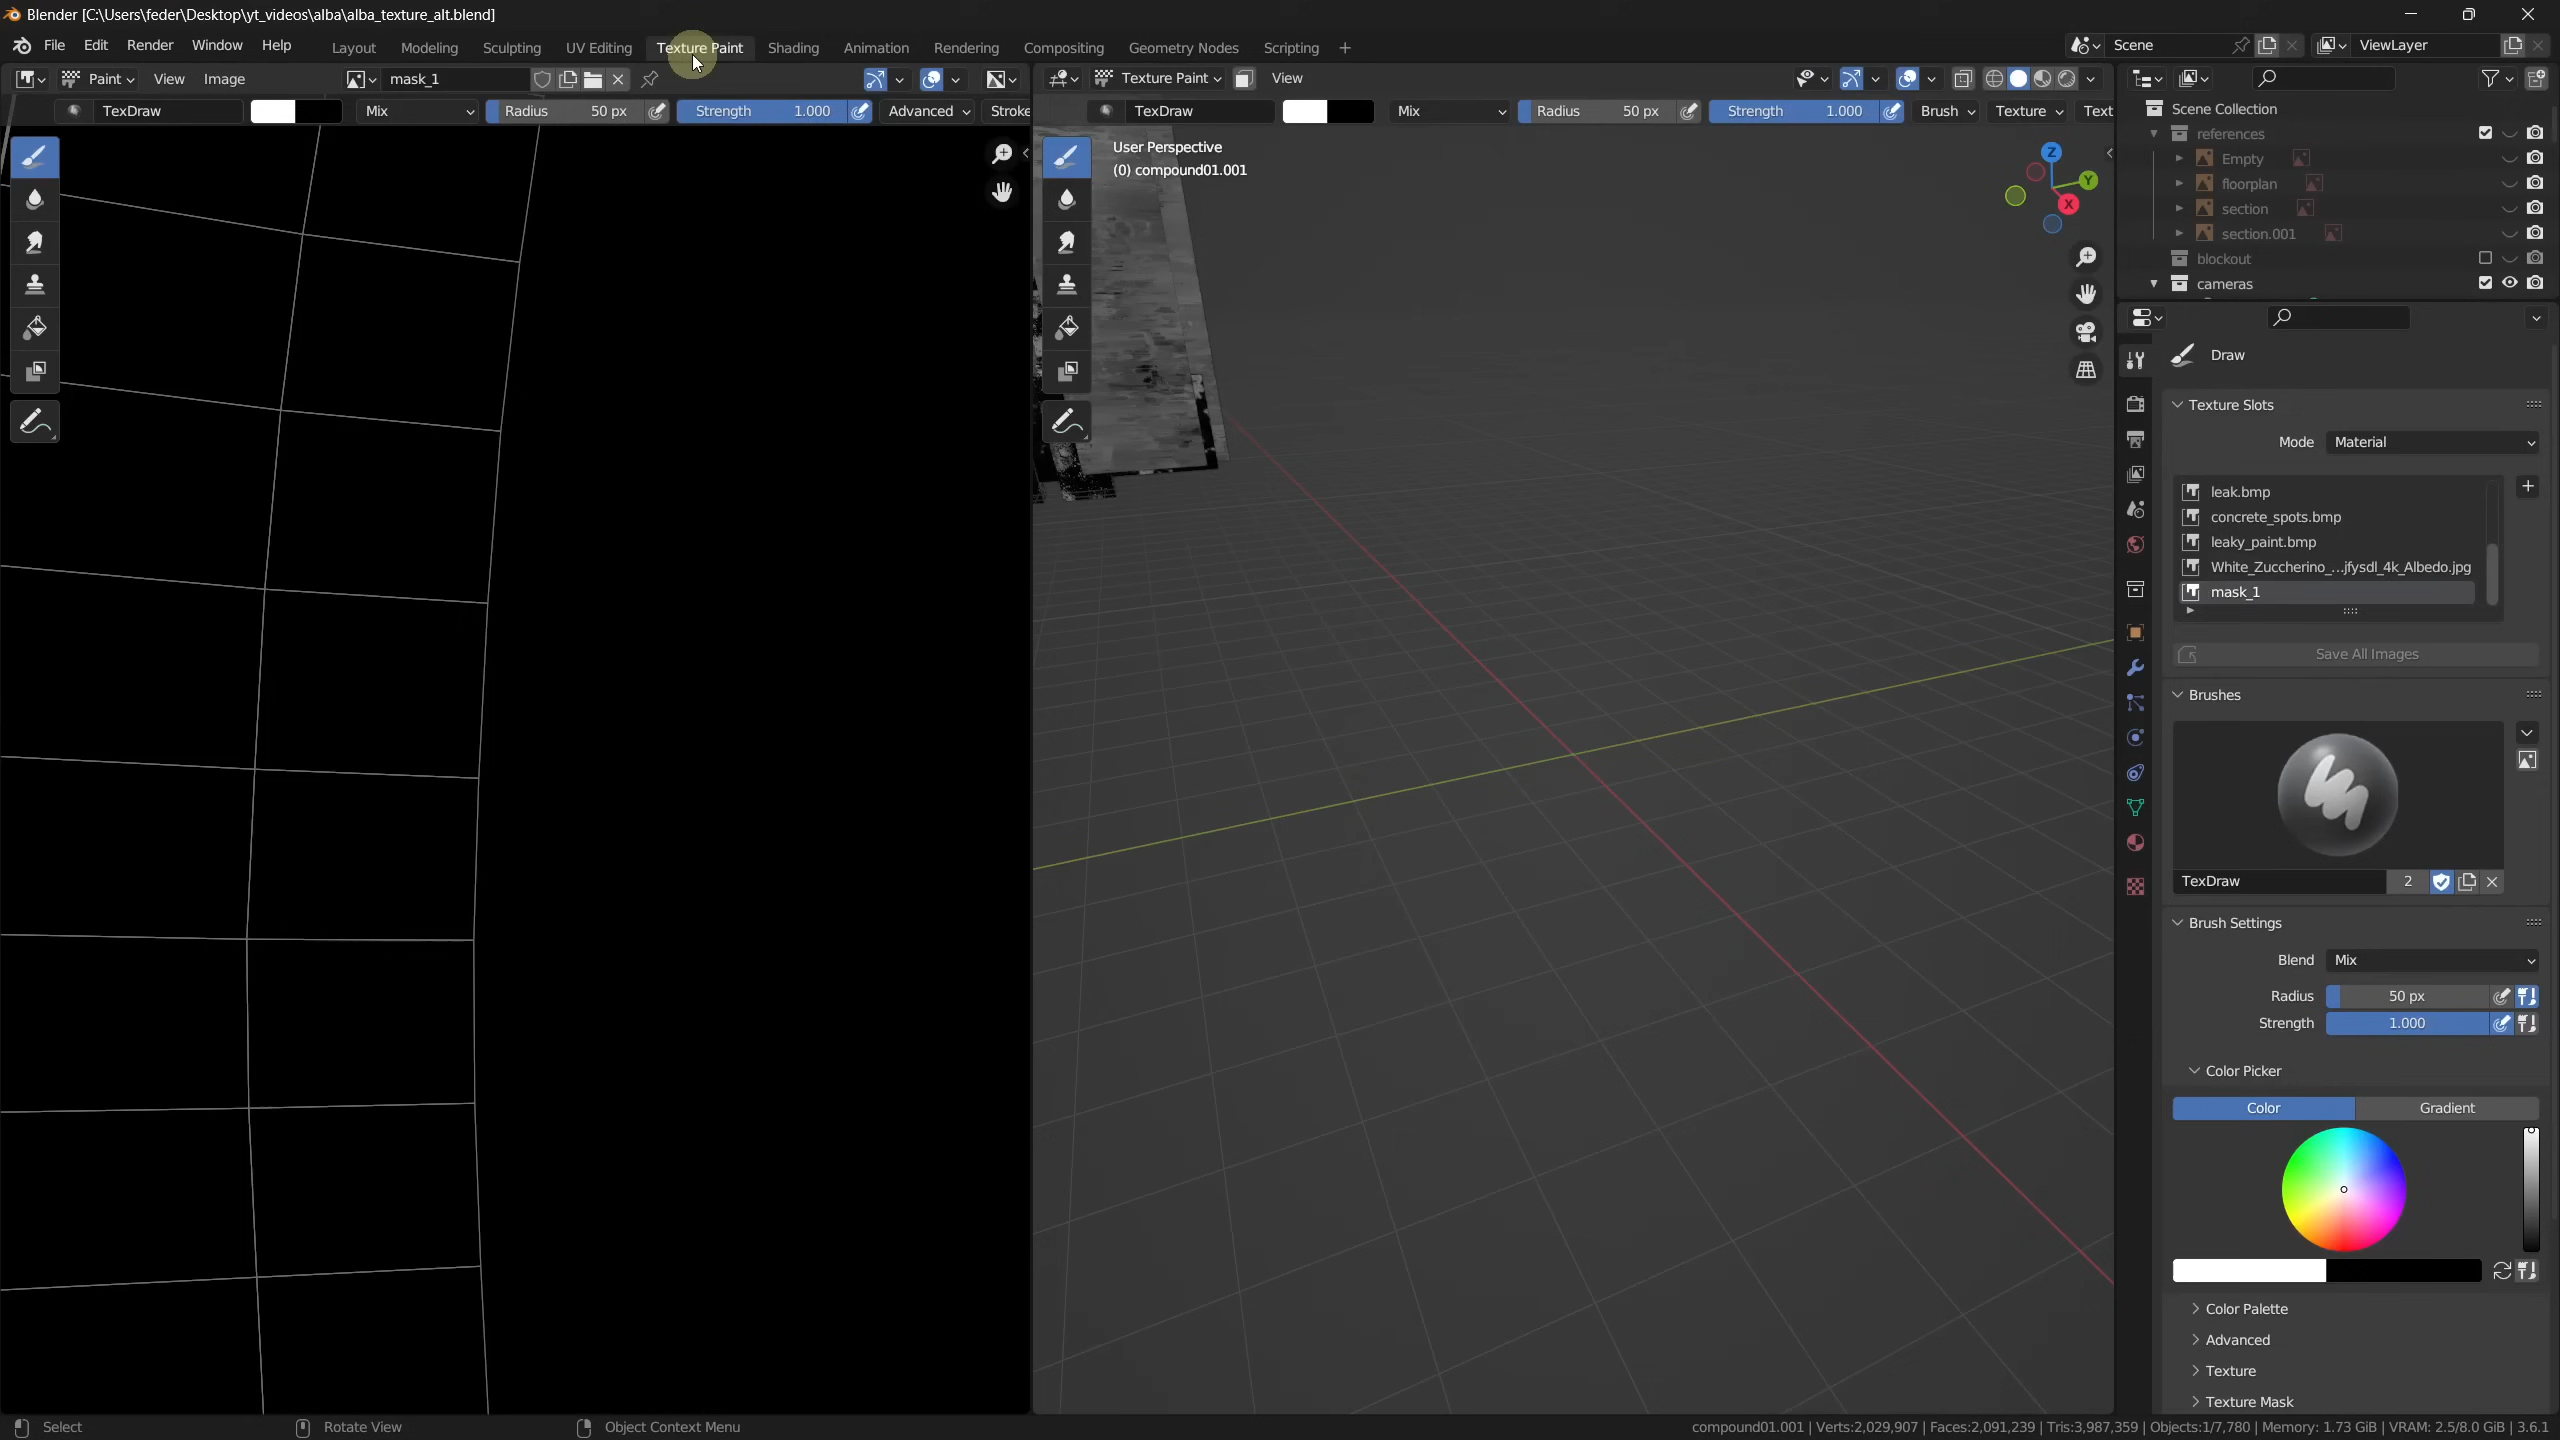 Blender [C:\Users\feder\Desktop\yt_videos\alba\alba_texture_alt.blend]
File Edit Render Window Help Layout Modeling Sculpting UV Editing Texture Paint Shading Animation Rendering Compositing Geometry Nodes Scripting + Scene ViewLayer
Paint View Image mask_1 Texture Paint View
TexDraw Mix Radius 50 px Strength 1.000 Advanced Stroke TexDraw Mix Radius 50 px Strength 1.000 Brush Texture Text
User Perspective
(0) compound01.001
Z
Y
X
Scene Collection
references
Empty
floorplan
section
section.001
blockout
cameras
Draw
Texture Slots
Mode Material
leak.bmp
concrete_spots.bmp
leaky_paint.bmp
White_Zuccherino_...jfysdl_4k_Albedo.jpg
mask_1
Save All Images
Brushes
TexDraw 2
Brush Settings
Blend Mix
Radius 50 px
Strength 1.000
Color Picker
Color Gradient
Color Palette
Advanced
Texture
Texture Mask
Select Rotate View Object Context Menu compound01.001 | Verts:2,029,907 | Faces:2,091,239 | Tris:3,987,359 | Objects:1/7,780 | Memory: 1.73 GiB | VRAM: 2.5/8.0 GiB | 3.6.1